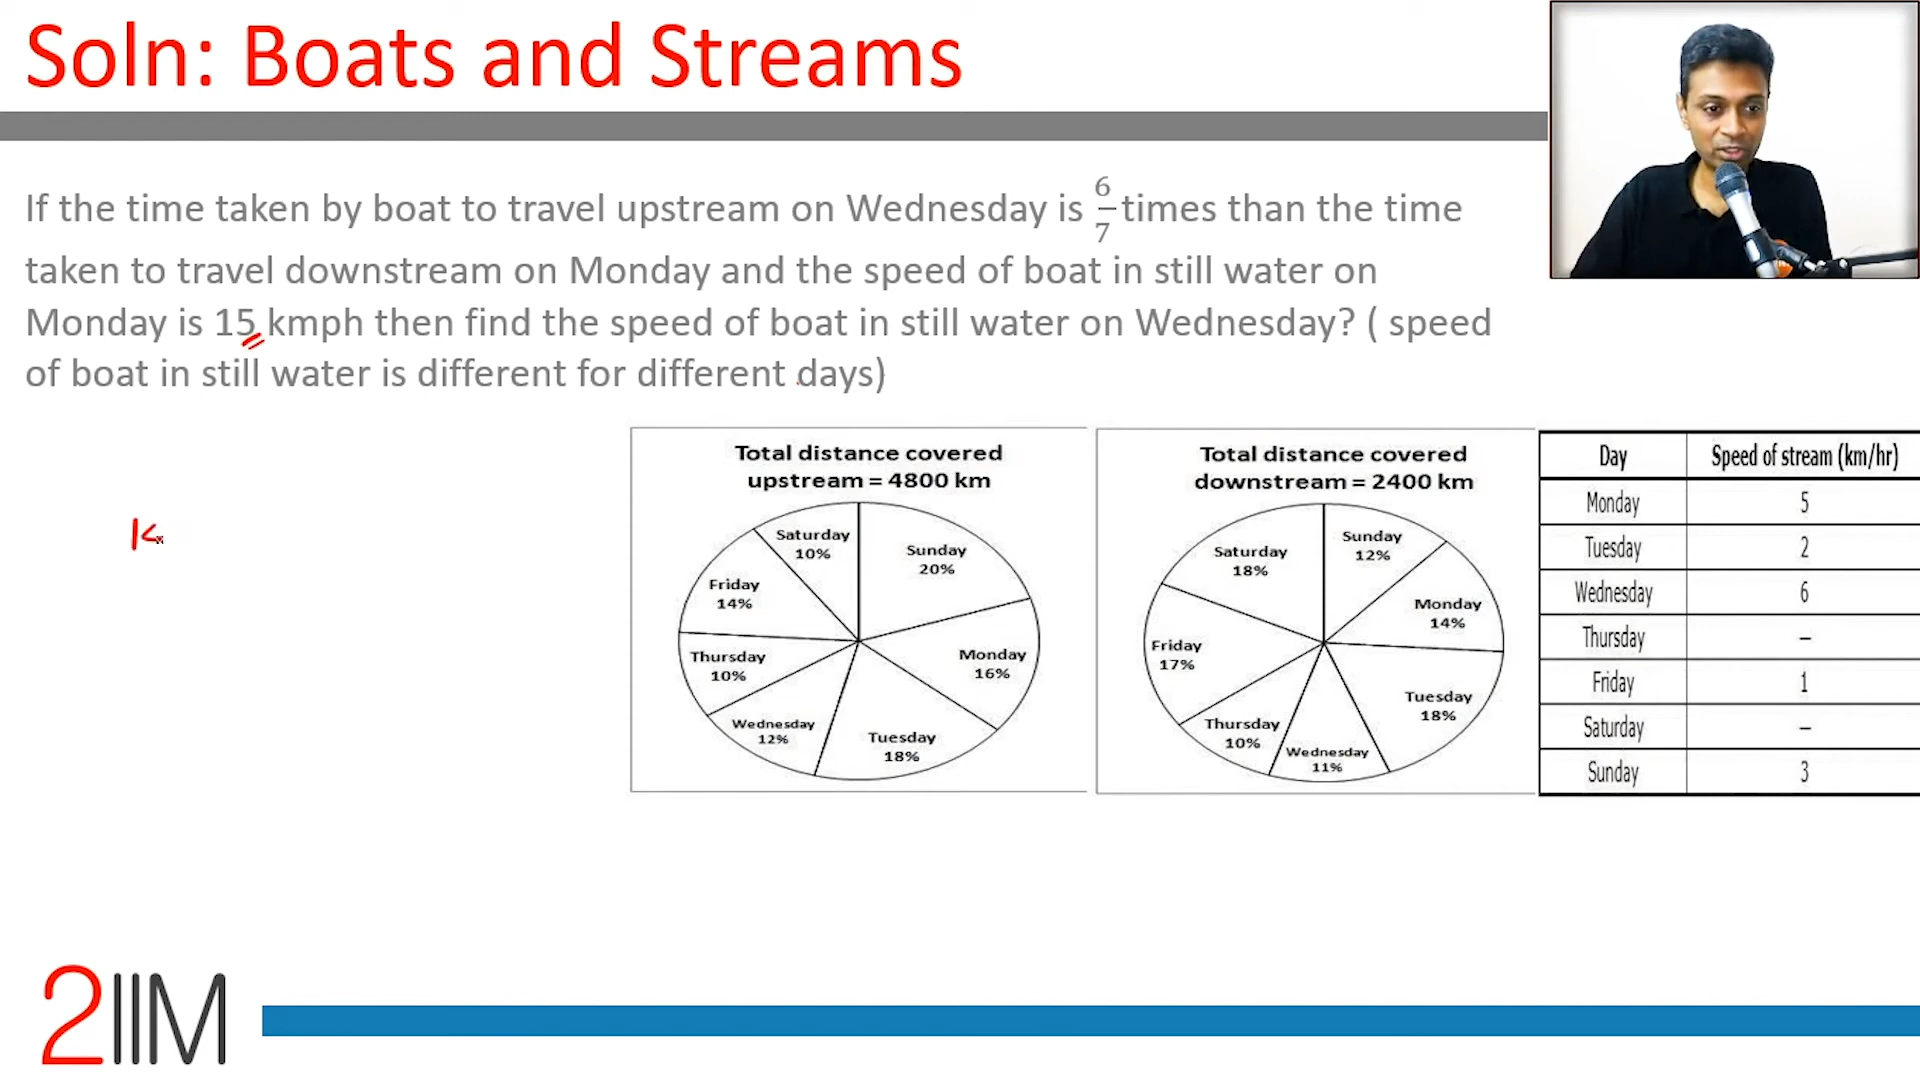 Soln: Boats and Streams
If the time taken by boat to travel upstream on Wednesday is 6/7 times than the time
taken to travel downstream on Monday and the speed of boat in still water on
Monday is 15 kmph then find the speed of boat in still water on Wednesday? ( speed
of boat in still water is different for different days)
Total distance covered
upstream = 4800 km
Saturday
10%
Sunday
20%
Friday
14%
Monday
16%
Thursday
10%
Wednesday
12%
Tuesday
18%
Total distance covered
downstream = 2400 km
Sunday
12%
Saturday
18%
Monday
14%
Friday
17%
Tuesday
18%
Thursday
10%
Wednesday
11%
Day Speed of stream (km/hr)
Monday 5
Tuesday 2
Wednesday 6
Thursday –
Friday 1
Saturday –
Sunday 3
2IIM